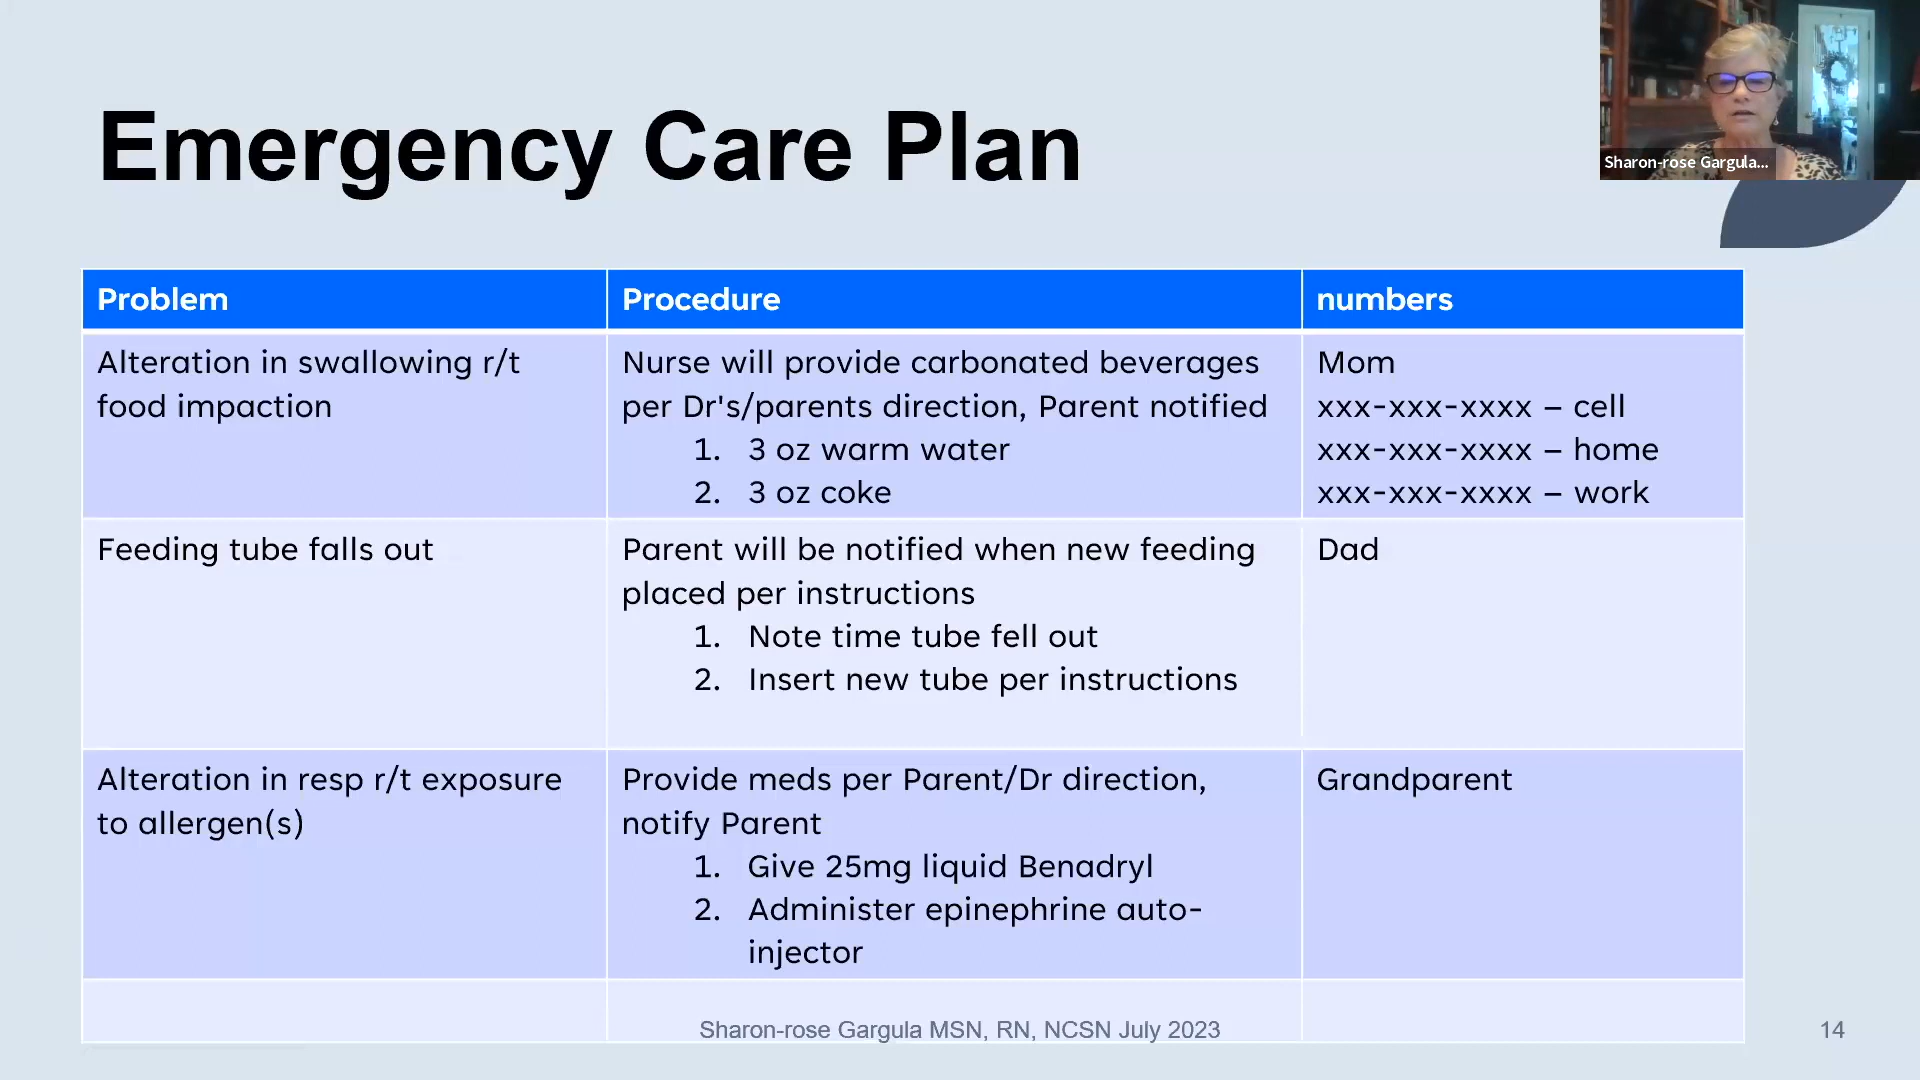 Sharon-rose Gargula...
Emergency Care Plan
Problem
Procedure
numbers
Alteration in swallowing r/t
food impaction
Nurse will provide carbonated beverages
per Dr's/parents direction, Parent notified
1. 3 oz warm water
2. 3 oz coke
Mom
xxx-xxx-xxxx – cell
xxx-xxx-xxxx – home
xxx-xxx-xxxx – work
Feeding tube falls out
Parent will be notified when new feeding
placed per instructions
1. Note time tube fell out
2. Insert new tube per instructions
Dad
Alteration in resp r/t exposure
to allergen(s)
Provide meds per Parent/Dr direction,
notify Parent
1. Give 25mg liquid Benadryl
2. Administer epinephrine auto-
injector
Grandparent
Sharon-rose Gargula MSN, RN, NCSN July 2023
14